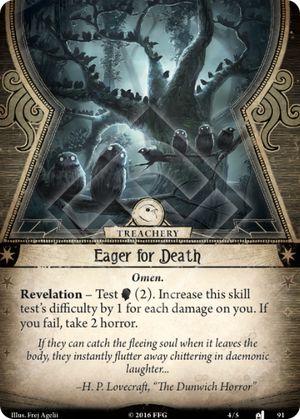 TREACHERY
Eager for Death
Omen.
Revelation – Test (2). Increase this skill
test's difficulty by 1 for each damage on you. If
you fail, take 2 horror.
If they can catch the fleeing soul when it leaves the
body, they instantly flutter away chittering in daemonic
laughter...
–H. P. Lovecraft, "The Dunwich Horror"
Illus. Frej Agelii
© 2016 FFG
4/5
91